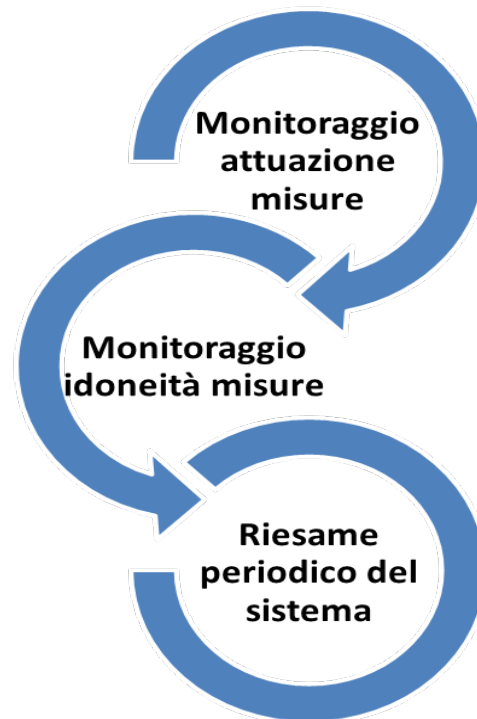 Monitoraggio
attuazione
misure
Monitoraggio
idoneità misure
Riesame
periodico del
sistema